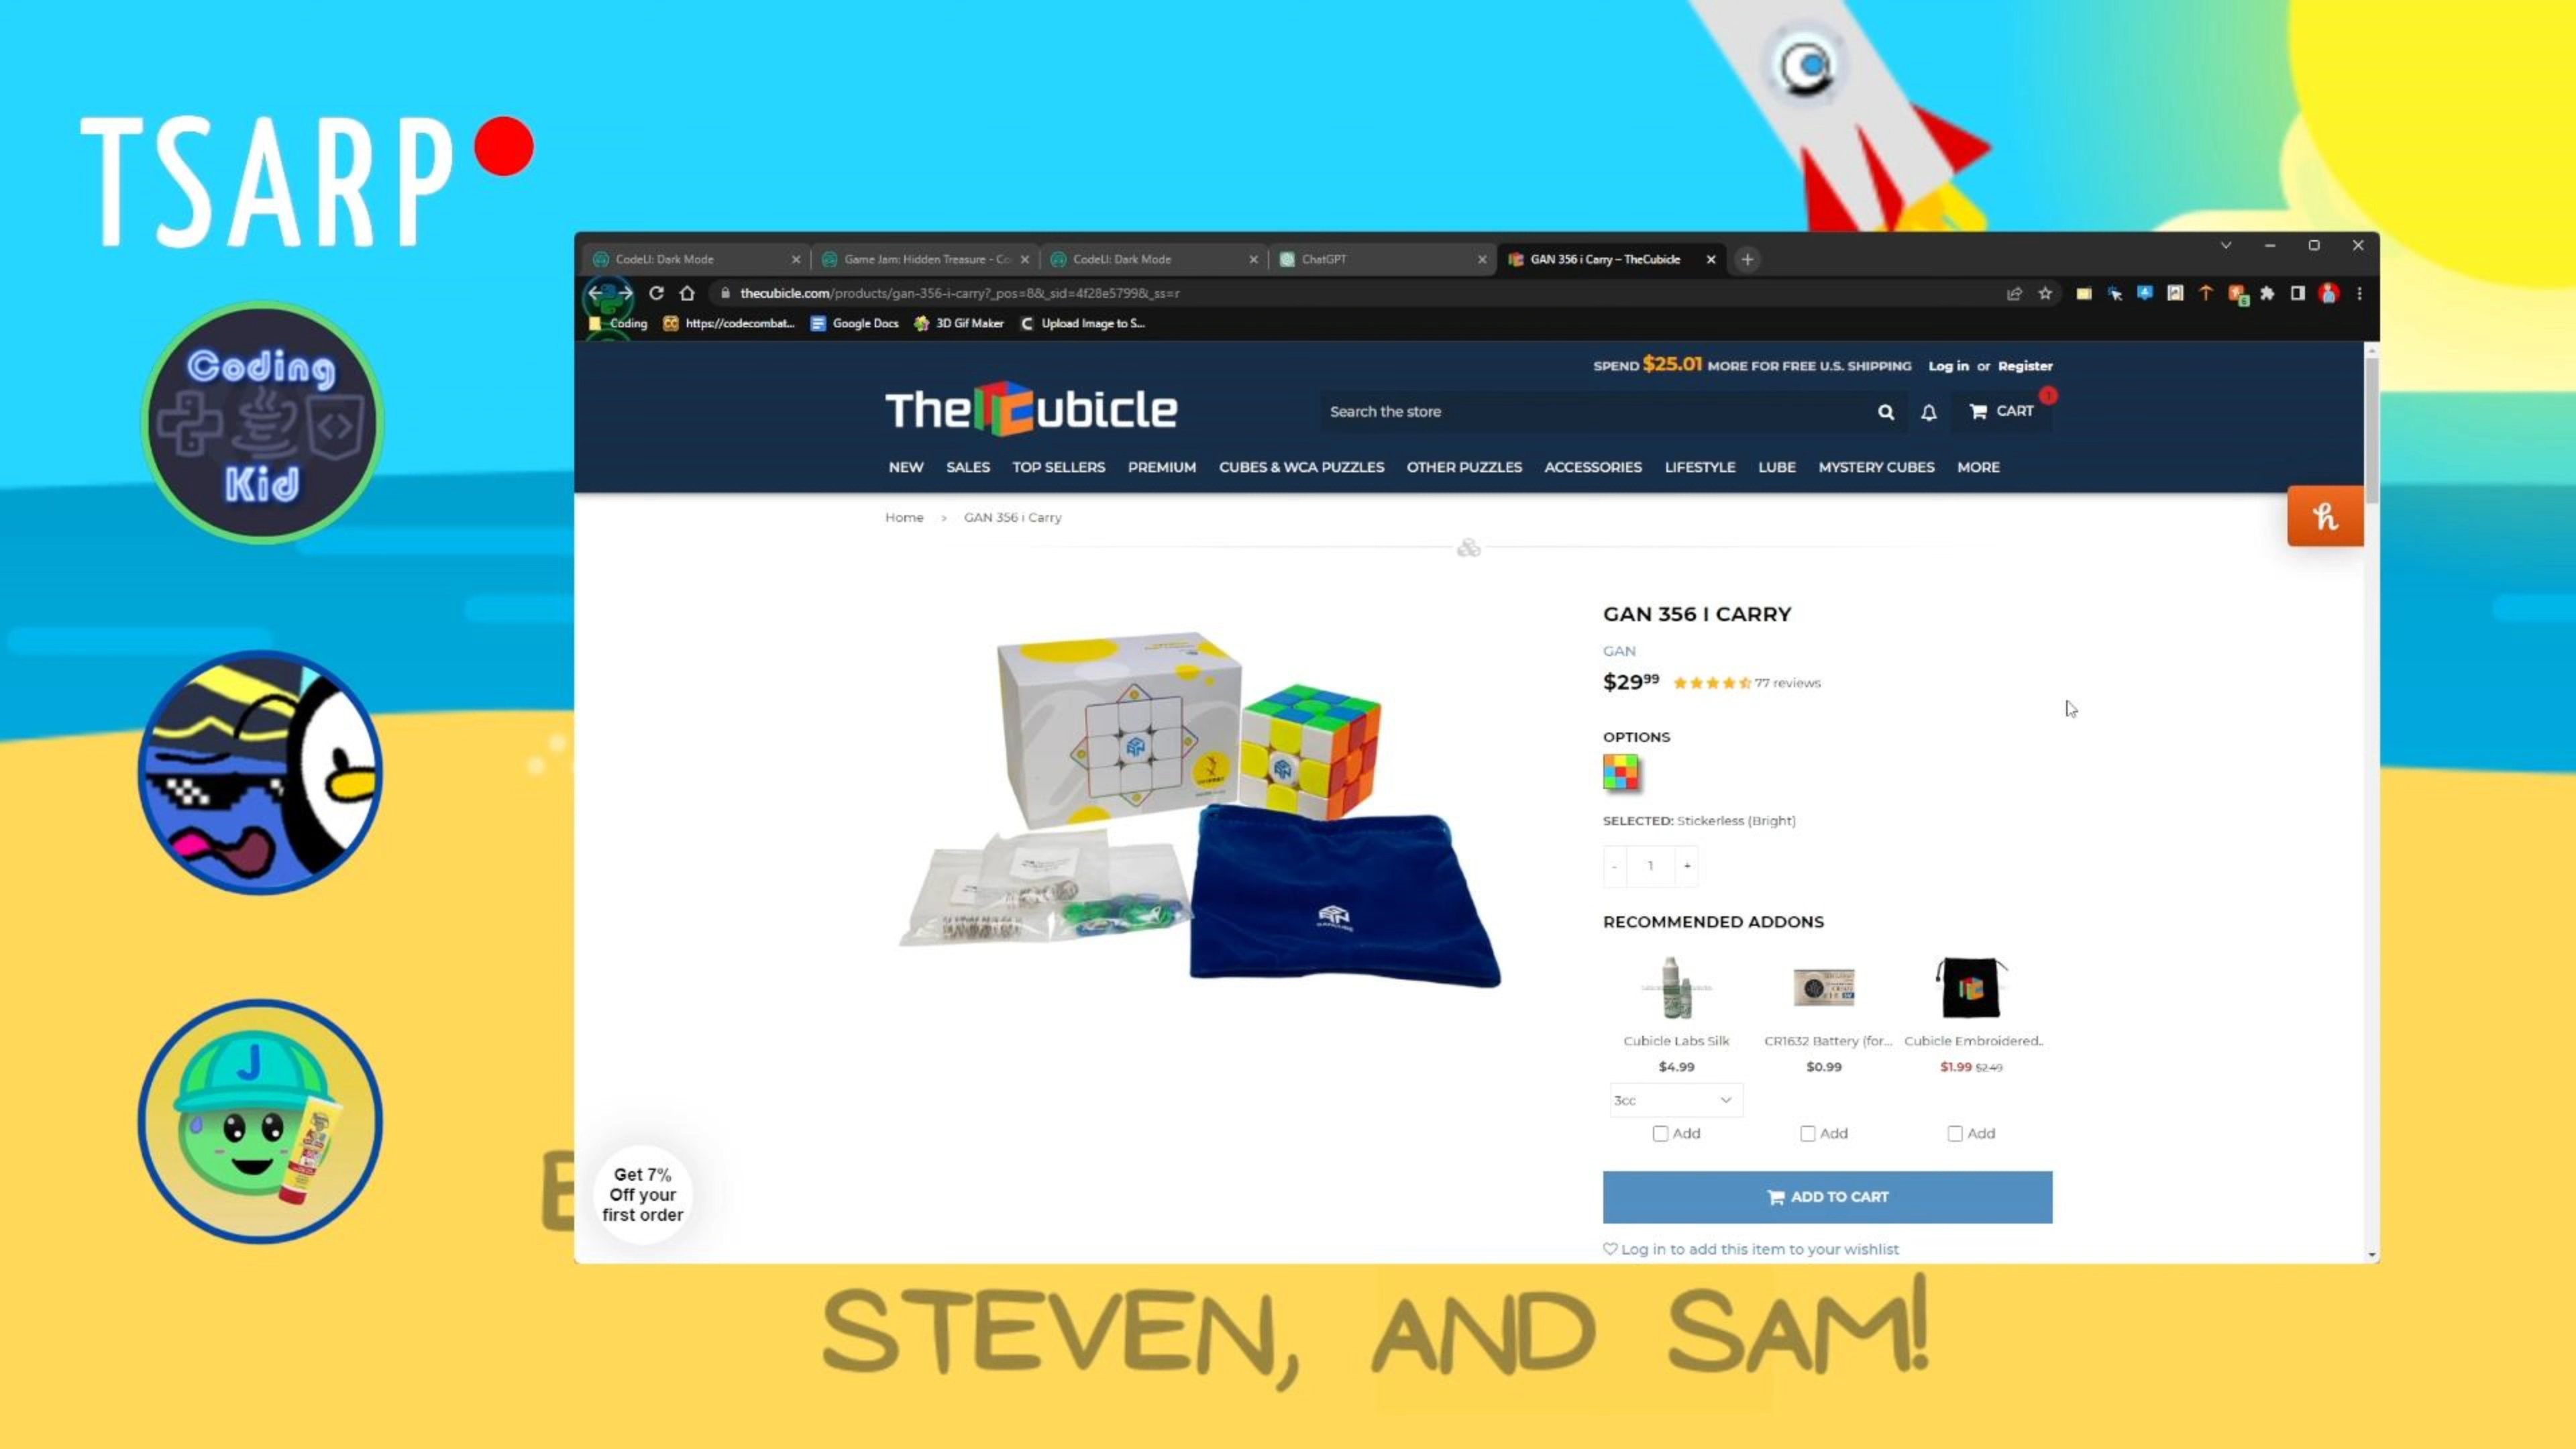 TSARP
Coding
Kid
J
CodeU: Dark Mode
Game Jam: Hidden Treasure - Co
CodeU: Dark Mode
ChatGPT
GAN 356 i Carry – TheCubicle
thecubicle.com/products/gan-356-i-carry?_pos=8&_sid=4f28e5799&_ss=r
Coding
https://codecombat...
Google Docs
3D Gif Maker
Upload Image to S...
SPEND $25.01 MORE FOR FREE U.S. SHIPPING Log in or Register
TheCubicle
Search the store
CART
1
NEW SALES TOP SELLERS PREMIUM CUBES & WCA PUZZLES OTHER PUZZLES ACCESSORIES LIFESTYLE LUBE MYSTERY CUBES MORE
Home > GAN 356 i Carry
GAN 356 I CARRY
GAN
$29.99 77 reviews
OPTIONS
SELECTED: Stickerless (Bright)
- 1 +
RECOMMENDED ADDONS
Cubicle Labs Silk
CR1632 Battery (for...
Cubicle Embroidered..
$4.99
$0.99
$1.99 $2.49
3cc
Add
Add
Add
ADD TO CART
Log in to add this item to your wishlist
Get 7%
Off your
first order
STEVEN, AND SAM!